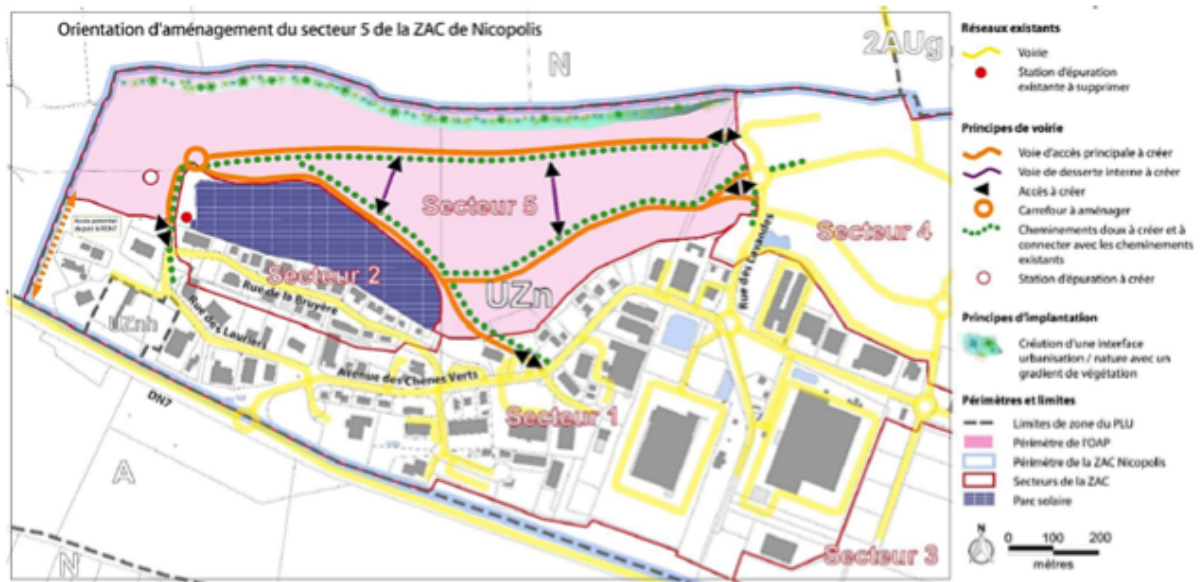 Orientation d'aménagement du secteur 5 de la ZAC de Nicopolis
N
2AUg
Secteur 5
Secteur 4
Secteur 2
UZn
UZnh
Rue de la Bruyère
Rue des Lauriers
Avenue des Chênes Verts
Rue des
DN7
Secteur 1
A
N
Secteur 3
Réseaux existants
Voirie
Station d'épuration
existante à supprimer
Principes de voirie
Voie d'accès principale à créer
Voie de desserte interne à créer
Accès à créer
Carrefour à aménager
Cheminements doux à créer et à
connecter avec les cheminements
existants
Station d'épuration à créer
Principes d'implantation
Création d'une interface
urbanisation / nature avec un
gradient de végétation
Périmètres et limites
Limites de zone du PLU
Périmètre de l'OAP
Périmètre de la ZAC Nicopolis
Secteurs de la ZAC
Parc solaire
N
0 100 200
mètres